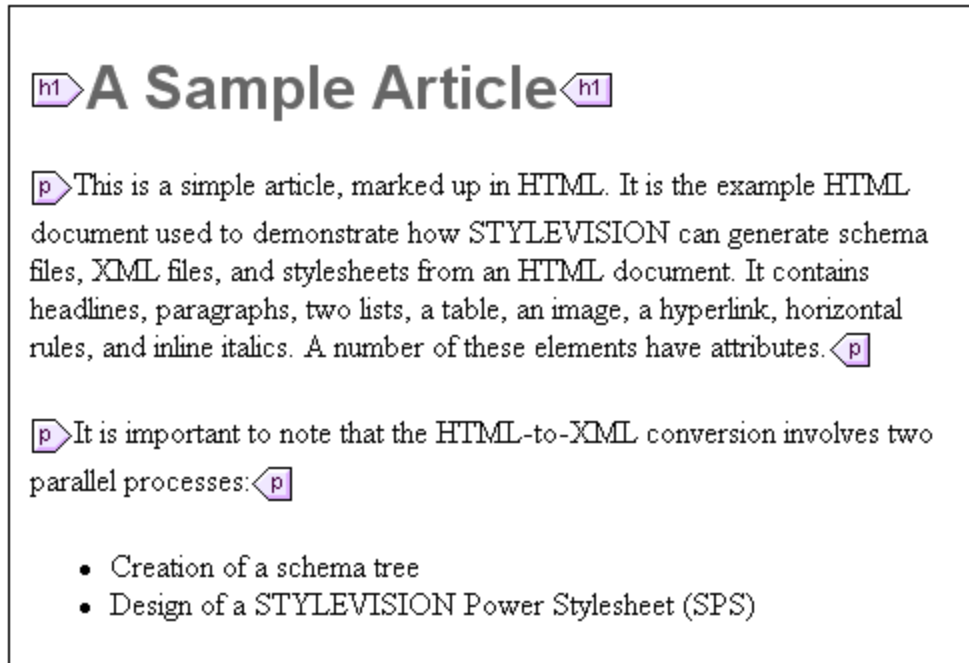 h1 A Sample Article h1
p This is a simple article, marked up in HTML. It is the example HTML
document used to demonstrate how STYLEVISION can generate schema
files, XML files, and stylesheets from an HTML document. It contains
headlines, paragraphs, two lists, a table, an image, a hyperlink, horizontal
rules, and inline italics. A number of these elements have attributes. p
p It is important to note that the HTML-to-XML conversion involves two
parallel processes: p
• Creation of a schema tree
• Design of a STYLEVISION Power Stylesheet (SPS)